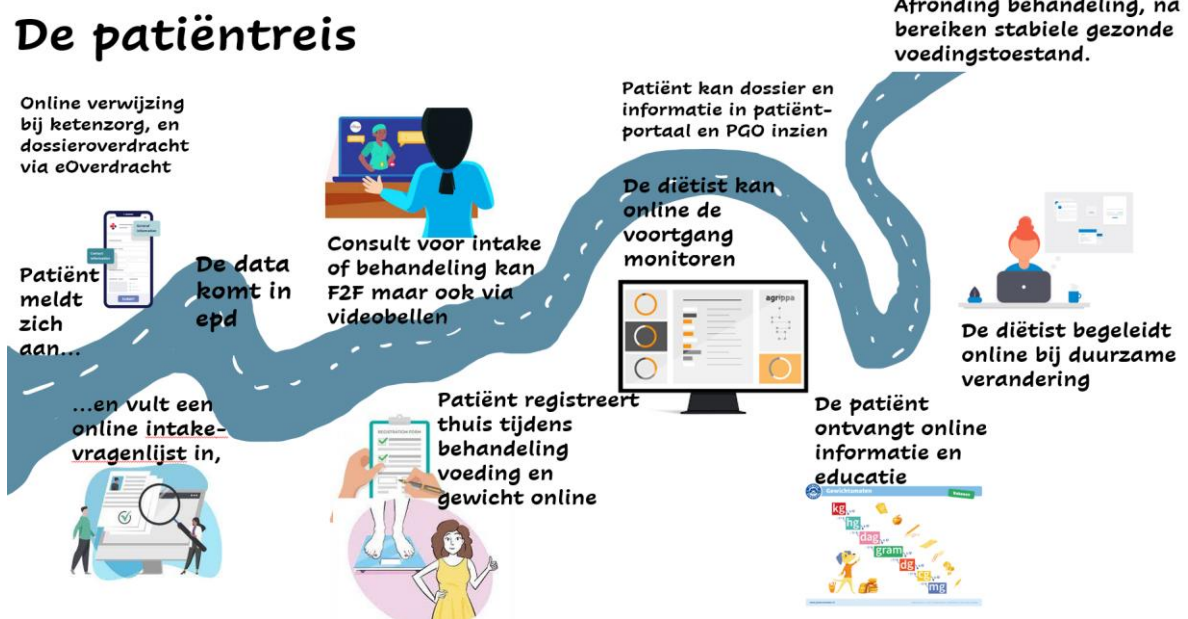 De patiëntreis
Online verwijzing
bij ketenzorg, en
dossieroverdracht
via eOverdracht
Patiënt
meldt
zich
aan...
...en vult een
online intake-
vragenlijst in,
De data
komt in
epd
Consult voor intake
of behandeling kan
F2F maar ook via
videobellen
REGISTRATION FORM
Patiënt registreert
thuis tijdens
behandeling
voeding en
gewicht online
Patiënt kan dossier en
informatie in patiënt-
portaal en PGO inzien
De diëtist kan
online de
voortgang
monitoren
agrippa
De patiënt
ontvangt online
informatie en
educatie
Gewichtsmaten
kg
hg
dag
gram
dg
cg
mg
De diëtist begeleidt
online bij duurzame
verandering
Afronding behandeling, na
bereiken stabiele gezonde
voedingstoestand.